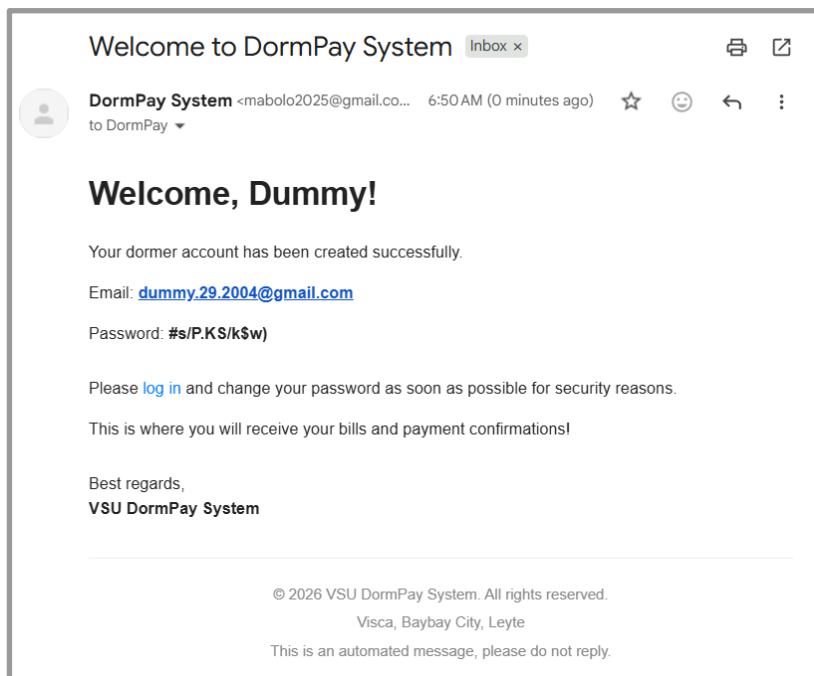 Welcome to DormPay System Inbox ×
DormPay System <mabolo2025@gmail.co... 6:50 AM (0 minutes ago)
to DormPay
Welcome, Dummy!
Your dormer account has been created successfully.
Email: dummy.29.2004@gmail.com
Password: #s/P.KS/k$w)
Please log in and change your password as soon as possible for security reasons.
This is where you will receive your bills and payment confirmations!
Best regards,
VSU DormPay System
© 2026 VSU DormPay System. All rights reserved.
Visca, Baybay City, Leyte
This is an automated message, please do not reply.